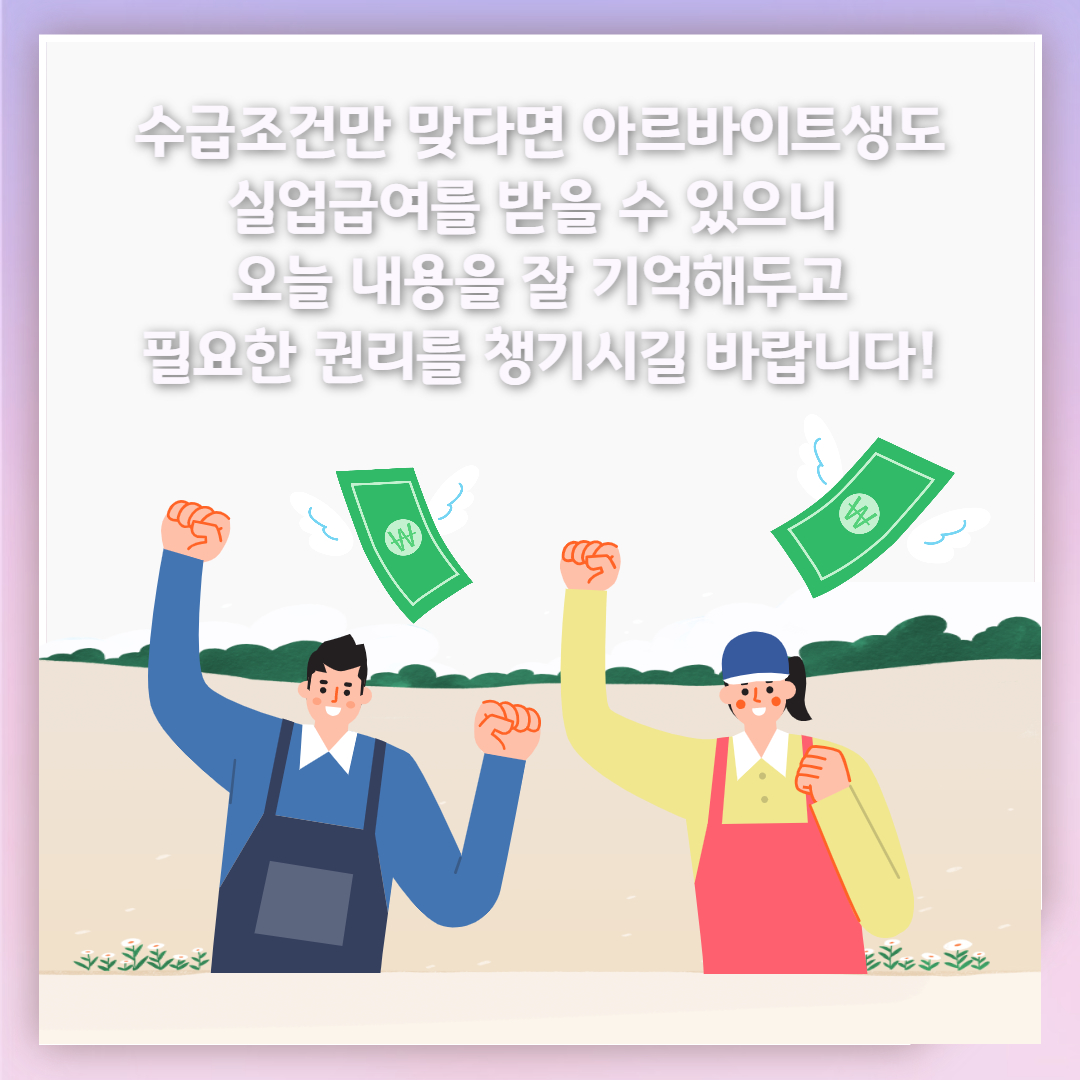 수급조건만 맞다면 아르바이트생도
실업급여를 받을 수 있으니
오늘 내용을 잘 기억해두고
필요한 권리를 챙기시길 바랍니다!
₩
₩